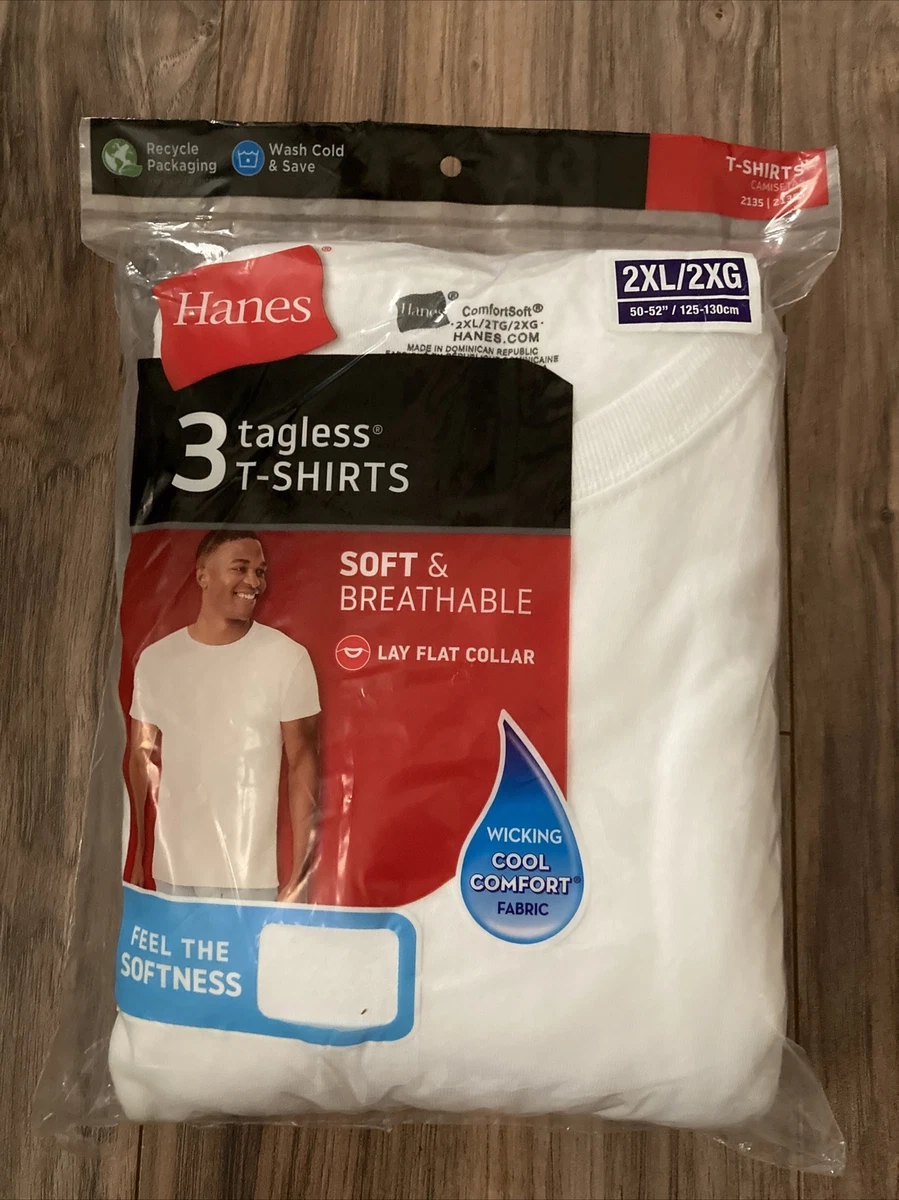 Recycle
Packaging
Wash Cold
& Save
T-SHIRTS
2135 |
Hanes®
2XL/2XG
50-52" / 125-130cm
Hanes®
ComfortSoft®
·2XL/2TG/2XG·
HANES.COM
MADE IN DOMINICAN REPUBLIC
3 tagless®
T-SHIRTS
SOFT &
BREATHABLE
LAY FLAT COLLAR
WICKING
COOL
COMFORT®
FABRIC
FEEL THE
SOFTNESS